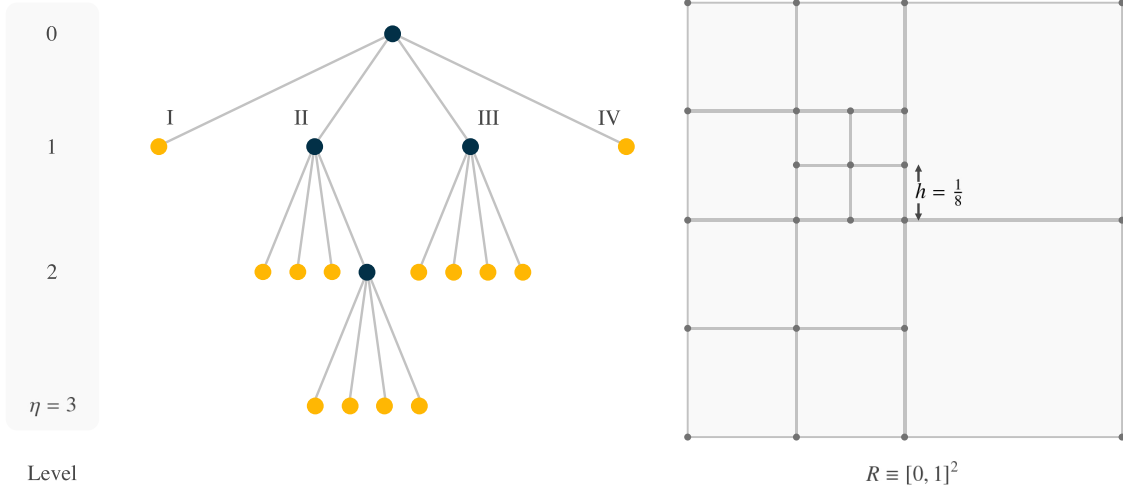 0
I II III IV
1
h = 1/8
2
η = 3
Level
R ≡ [0, 1]²